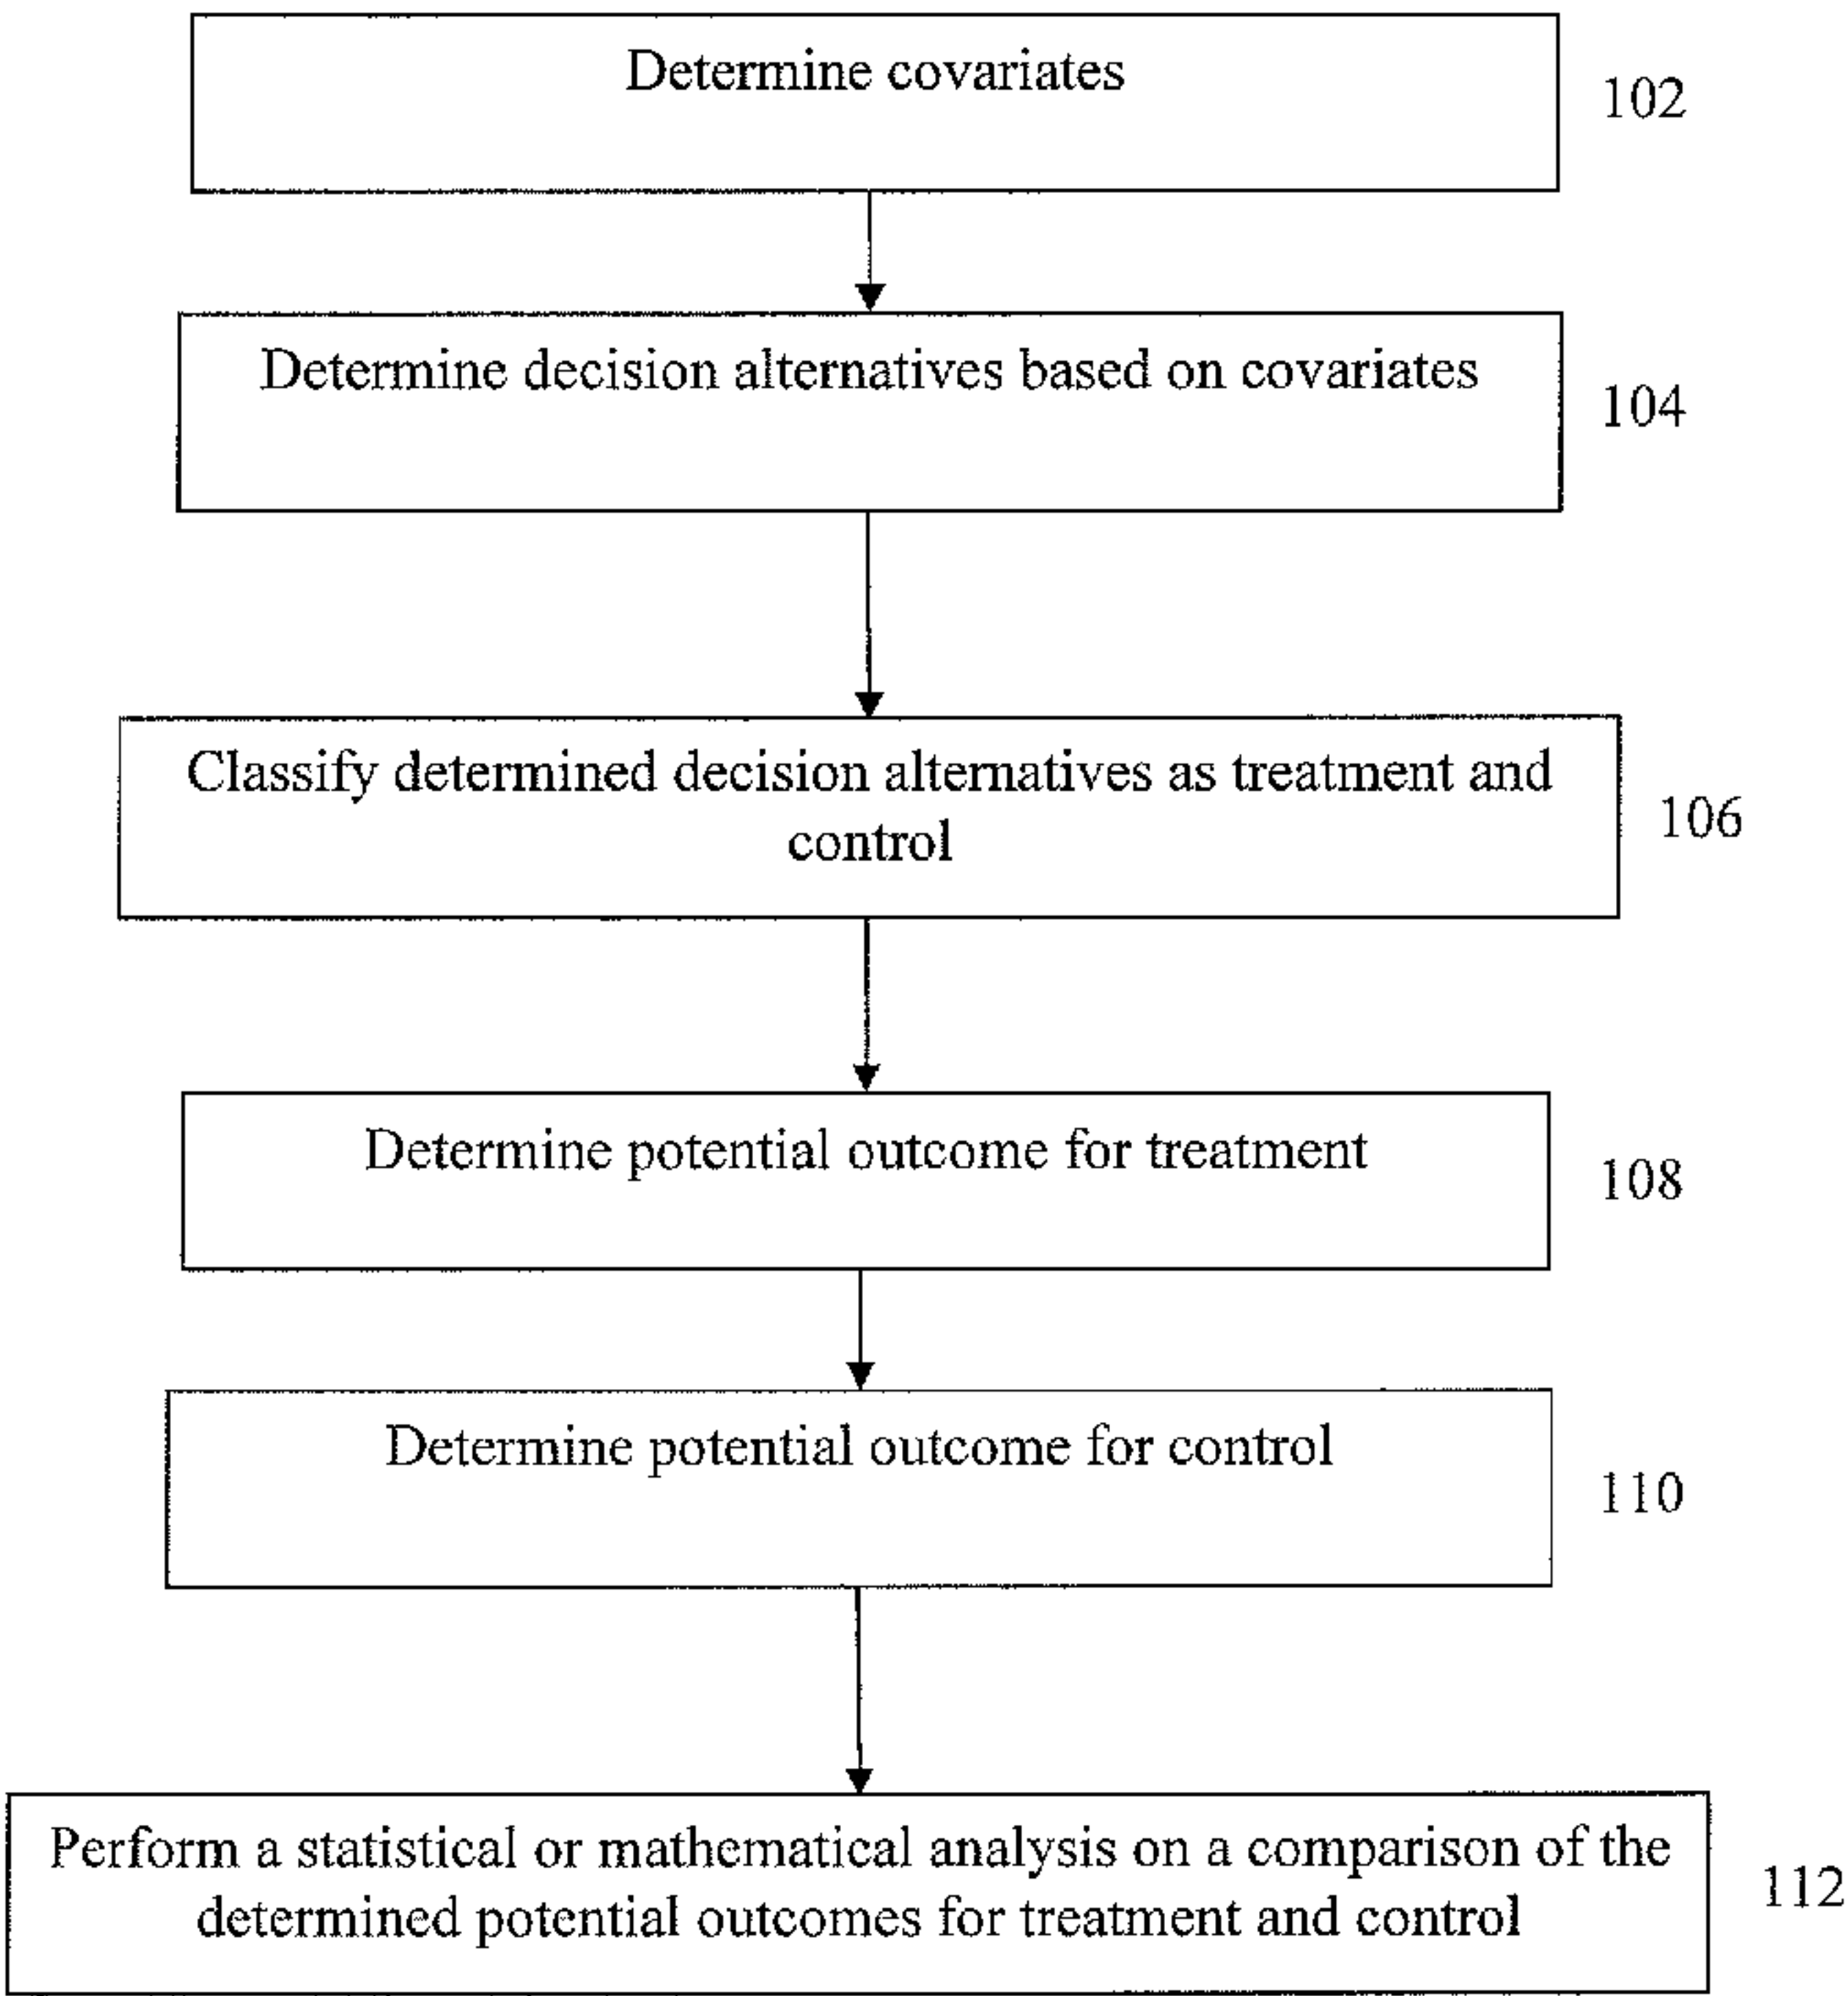 Determine covariates
102
Determine decision alternatives based on covariates
104
Classify determined decision alternatives as treatment and
control
106
Determine potential outcome for treatment
108
Determine potential outcome for control
110
Perform a statistical or mathematical analysis on a comparison of the
determined potential outcomes for treatment and control
112